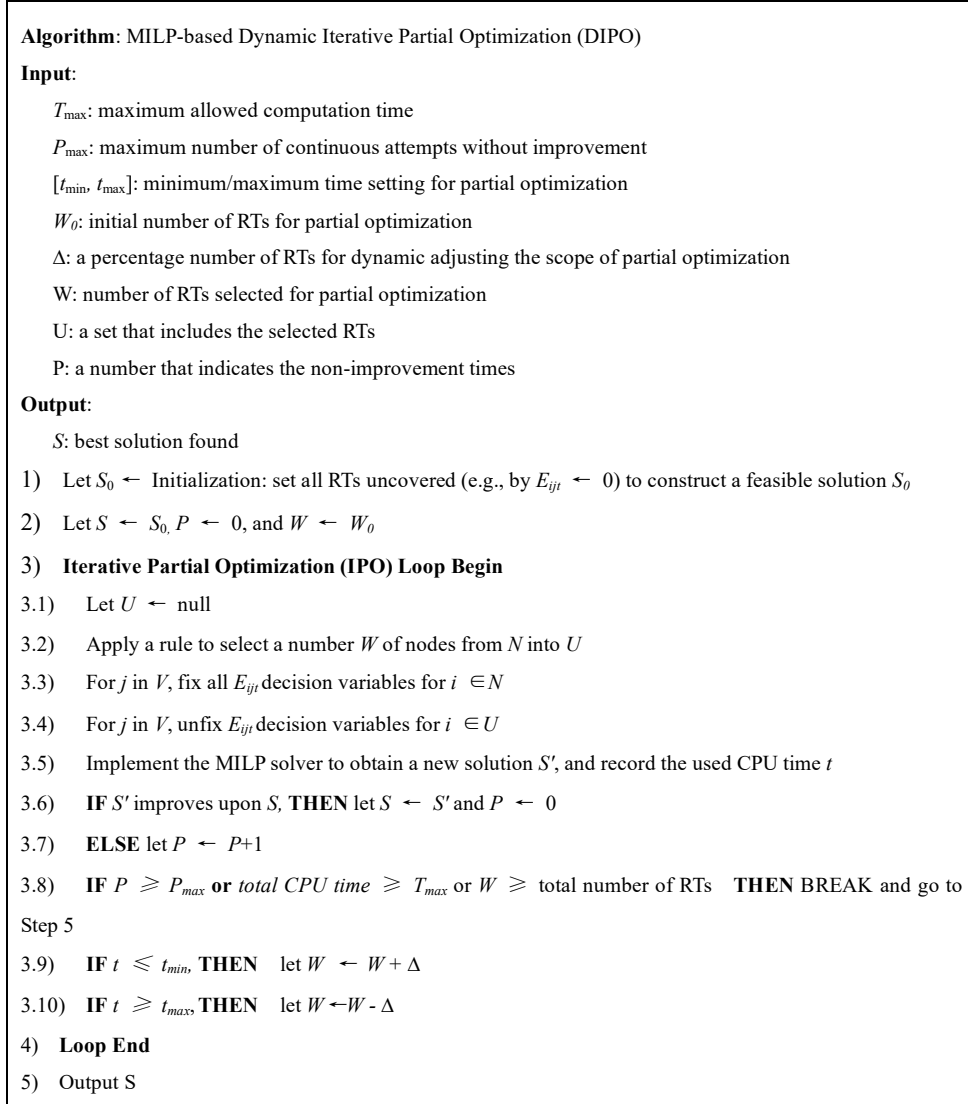 Algorithm: MILP-based Dynamic Iterative Partial Optimization (DIPO)
Input:
Tmax: maximum allowed computation time
Pmax: maximum number of continuous attempts without improvement
[tmin, tmax]: minimum/maximum time setting for partial optimization
W0: initial number of RTs for partial optimization
Δ: a percentage number of RTs for dynamic adjusting the scope of partial optimization
W: number of RTs selected for partial optimization
U: a set that includes the selected RTs
P: a number that indicates the non-improvement times
Output:
S: best solution found
1) Let S0 ← Initialization: set all RTs uncovered (e.g., by Eijt ← 0) to construct a feasible solution S0
2) Let S ← S0, P ← 0, and W ← W0
3) Iterative Partial Optimization (IPO) Loop Begin
3.1) Let U ← null
3.2) Apply a rule to select a number W of nodes from N into U
3.3) For j in V, fix all Eijt decision variables for i ∈N
3.4) For j in V, unfix Eijt decision variables for i ∈U
3.5) Implement the MILP solver to obtain a new solution S′, and record the used CPU time t
3.6) IF S′ improves upon S, THEN let S ← S′ and P ← 0
3.7) ELSE let P ← P+1
3.8) IF P ⩾ Pmax or total CPU time ⩾ Tmax or W ⩾ total number of RTs THEN BREAK and go to
Step 5
3.9) IF t ⩽ tmin, THEN let W ← W + Δ
3.10) IF t ⩾ tmax, THEN let W←W - Δ
4) Loop End
5) Output S